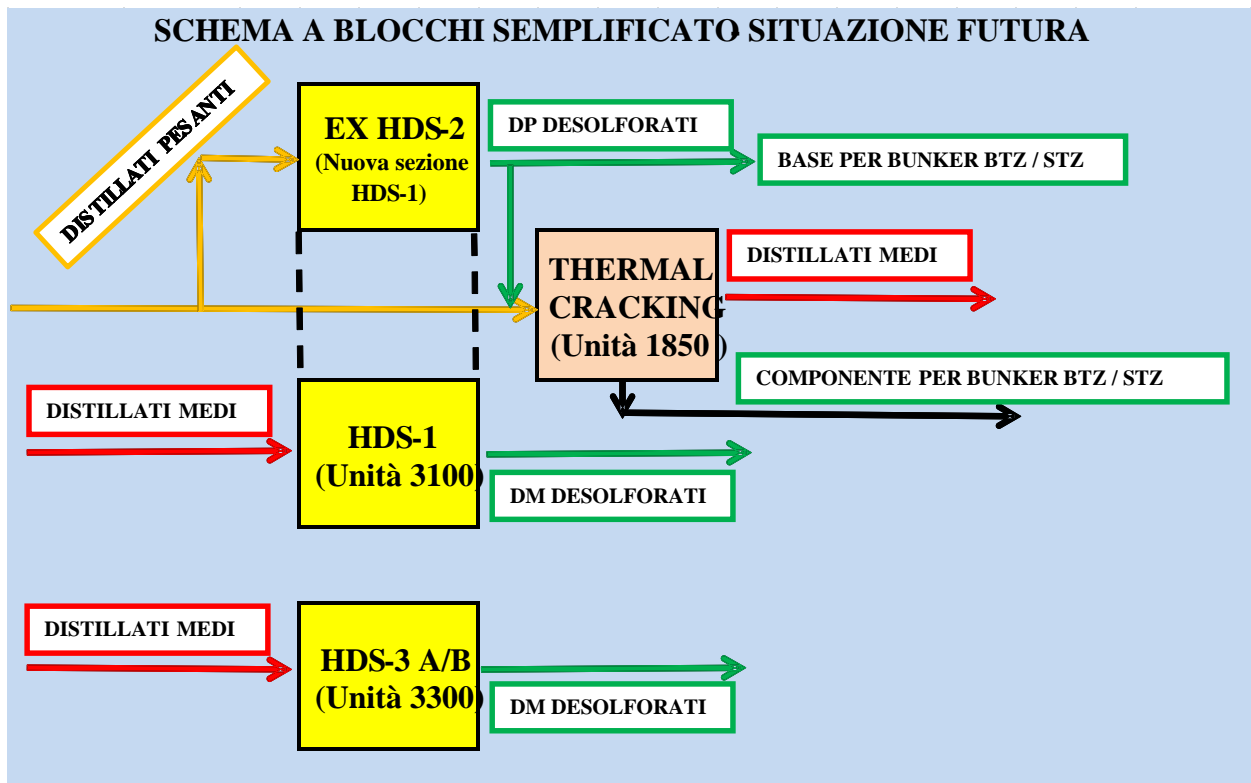 SCHEMA A BLOCCHI SEMPLIFICATO SITUAZIONE FUTURA
DISTILLATI PESANTI
EX HDS-2
(Nuova sezione
HDS-1)
DP DESOLFORATI
BASE PER BUNKER BTZ / STZ
THERMAL
CRACKING
(Unità 1850 )
DISTILLATI MEDI
COMPONENTE PER BUNKER BTZ / STZ
DISTILLATI MEDI
HDS-1
(Unità 3100)
DM DESOLFORATI
DISTILLATI MEDI
HDS-3 A/B
(Unità 3300)
DM DESOLFORATI